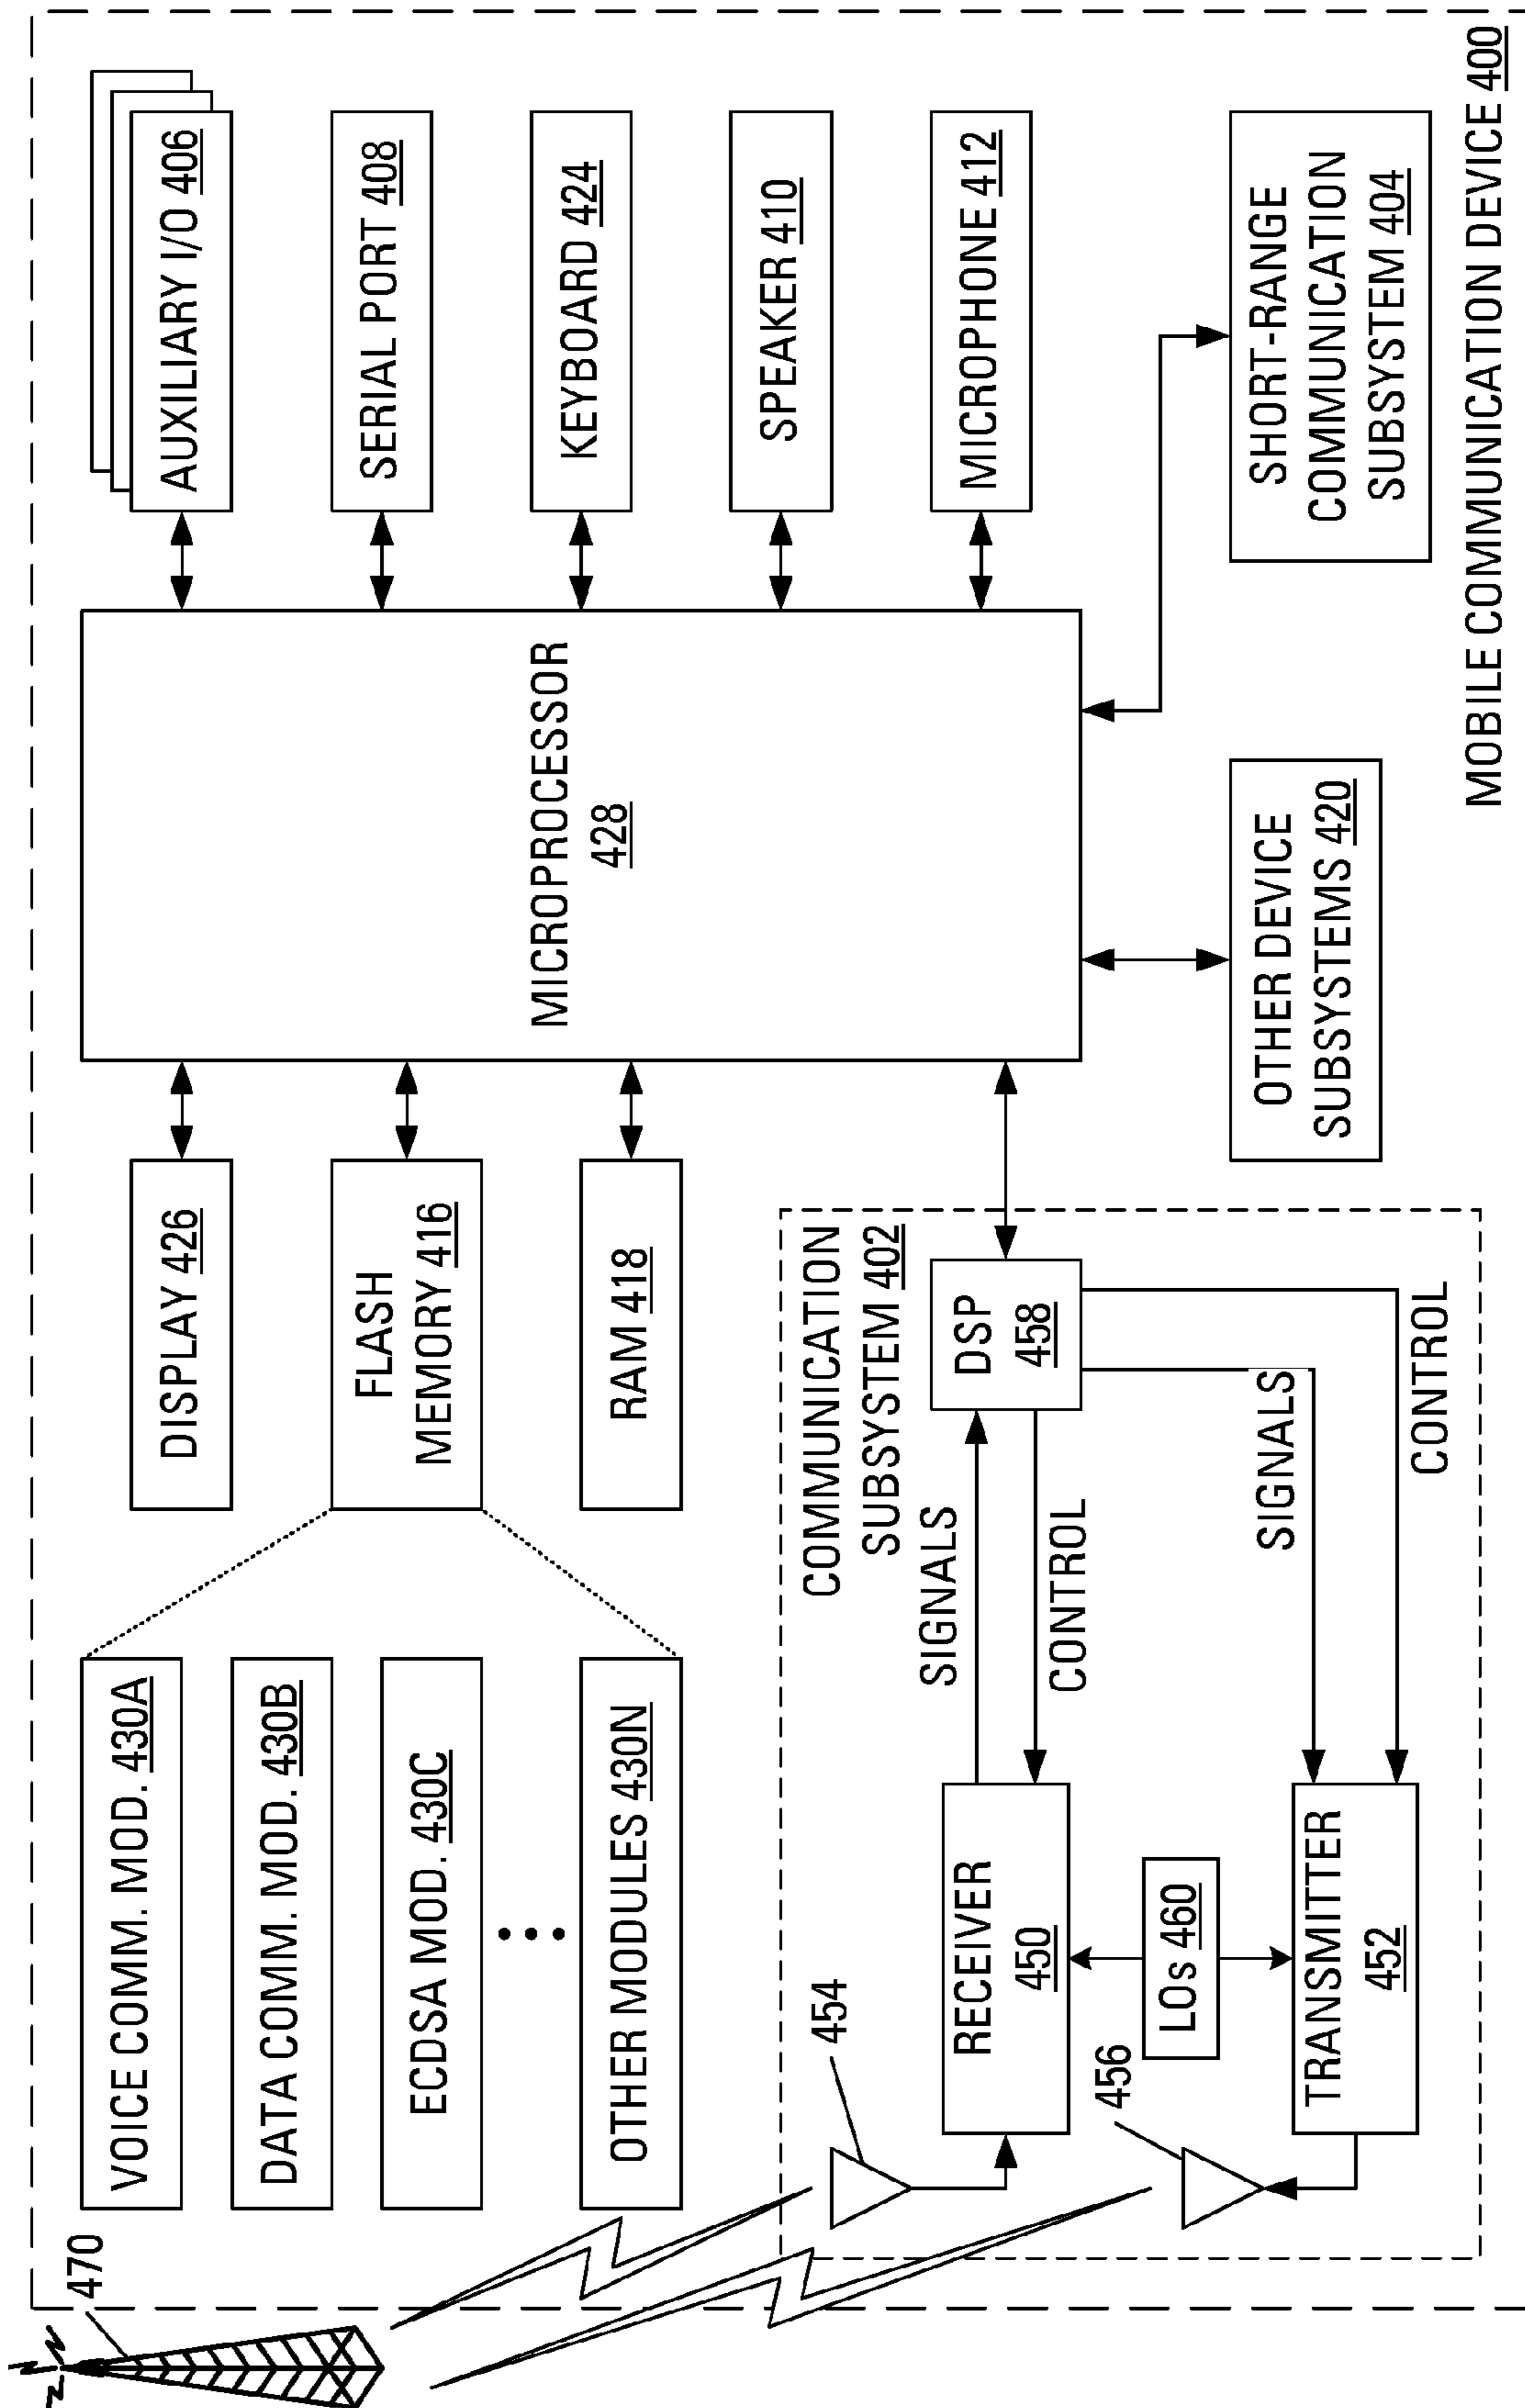 470
VOICE COMM. MOD. 430A
DATA COMM. MOD. 430B
ECDSA MOD. 430C
OTHER MODULES 430N
DISPLAY 426
FLASH
MEMORY 416
RAM 418
MICROPROCESSOR
428
AUXILIARY I/O 406
SERIAL PORT 408
KEYBOARD 424
SPEAKER 410
MICROPHONE 412
COMMUNICATION
SUBSYSTEM 402
454
RECEIVER
450
SIGNALS
CONTROL
DSP
458
LOs 460
456
TRANSMITTER
452
SIGNALS
CONTROL
OTHER DEVICE
SUBSYSTEMS 420
SHORT-RANGE
COMMUNICATION
SUBSYSTEM 404
MOBILE COMMUNICATION DEVICE 400